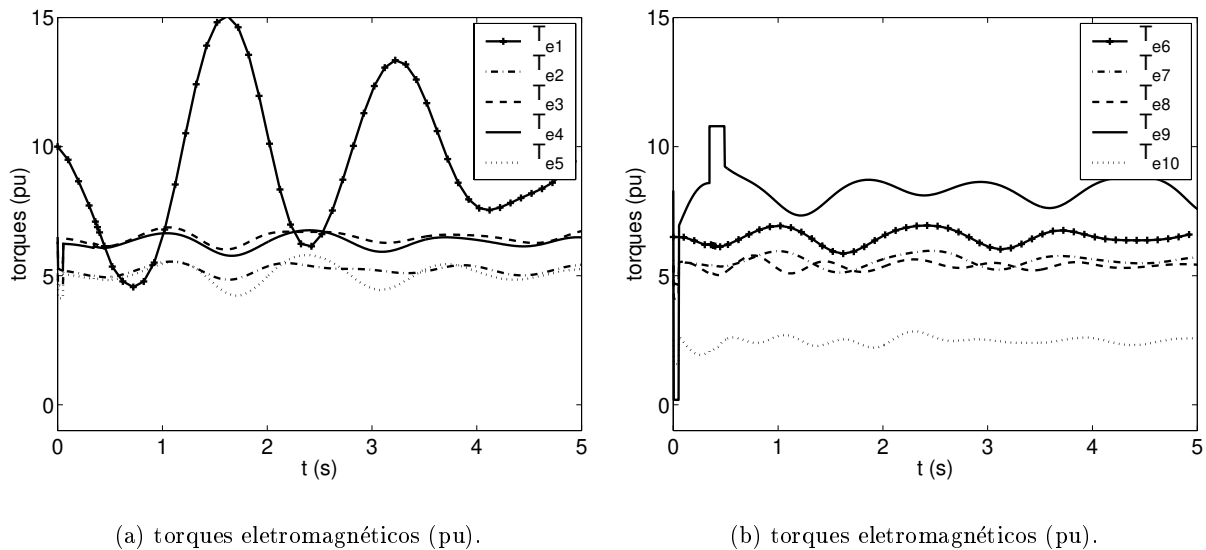 15
10
5
0
torques (pu)
0 1 2 3 4 5
t (s)
T e1
T e2
T e3
T e4
T e5
(a) torques eletromagnéticos (pu).
15
10
5
0
torques (pu)
0 1 2 3 4 5
t (s)
T e6
T e7
T e8
T e9
T e10
(b) torques eletromagnéticos (pu).